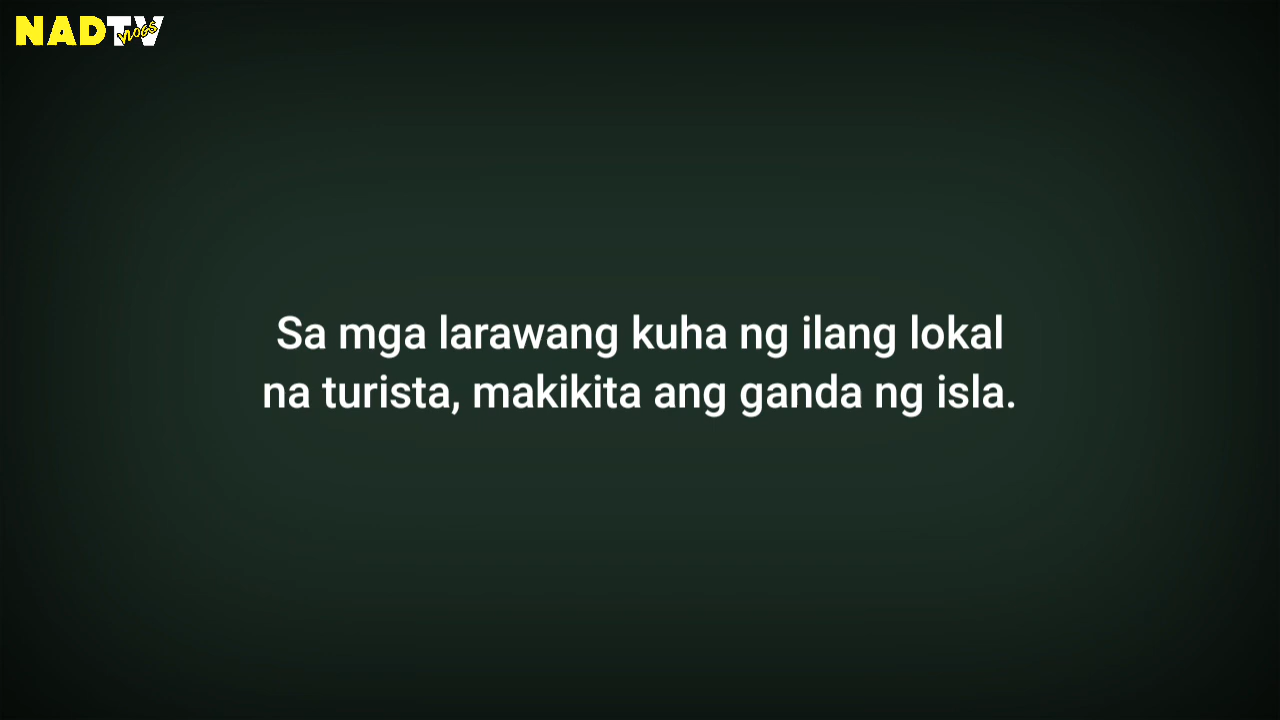 NADTV VLOGS
Sa mga larawang kuha ng ilang lokal
na turista, makikita ang ganda ng isla.